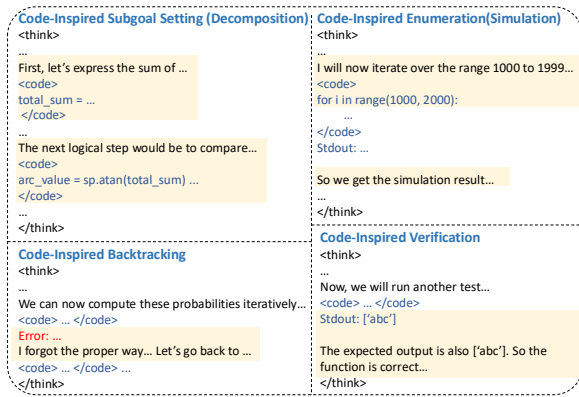 Code-Inspired Subgoal Setting (Decomposition)
<think>
...
First, let's express the sum of ...
<code>
total_sum = ...
</code>
...
The next logical step would be to compare...
<code>
arc_value = sp.atan(total_sum) ...
</code>
...
</think>
Code-Inspired Backtracking
<think>
...
We can now compute these probabilities iteratively...
<code> ... </code>
Error: ...
I forgot the proper way... Let's go back to ...
<code> ... </code> ...
</think>
Code-Inspired Enumeration(Simulation)
<think>
...
I will now iterate over the range 1000 to 1999...
<code>
for i in range(1000, 2000):
...
</code>
Stdout: ...
So we get the simulation result...
...
</think>
Code-Inspired Verification
<think>
...
Now, we will run another test...
<code> ... </code>
Stdout: [‘abc’]
The expected output is also [‘abc’]. So the
function is correct...
</think>